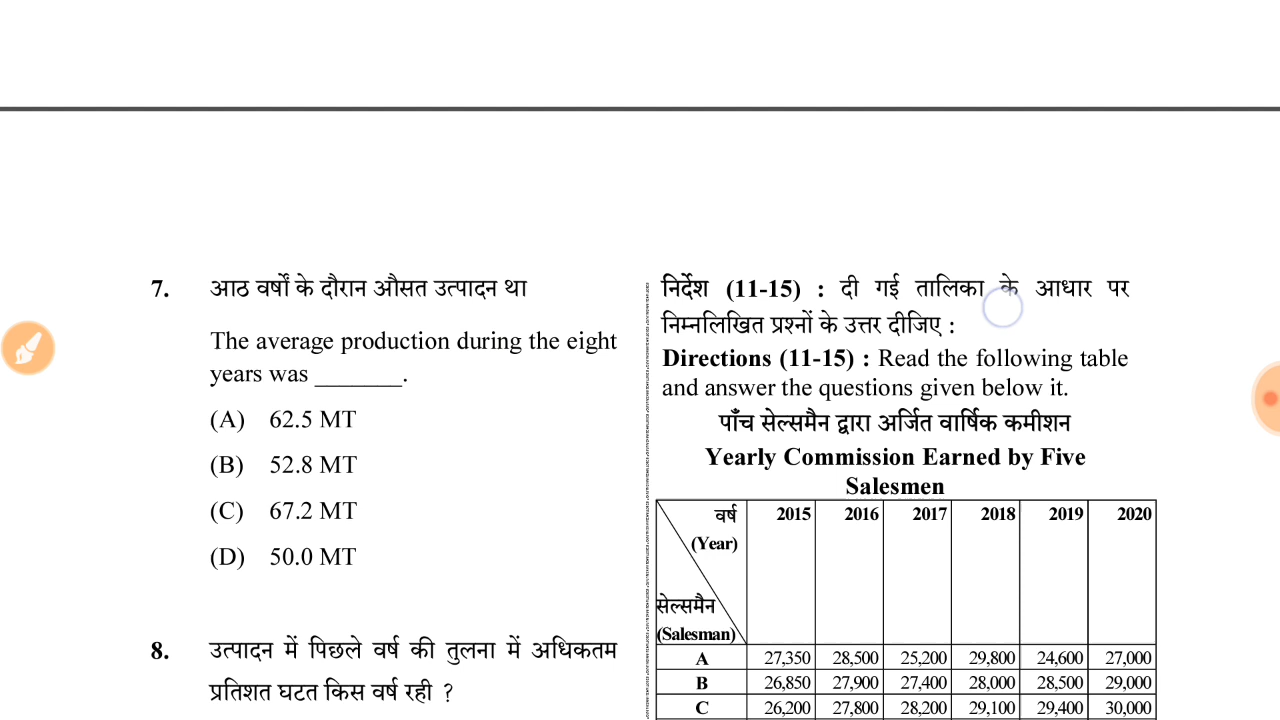 7. आठ वर्षों के दौरान औसत उत्पादन था
The average production during the eight
years was _______.
(A) 62.5 MT
(B) 52.8 MT
(C) 67.2 MT
(D) 50.0 MT
8. उत्पादन में पिछले वर्ष की तुलना में अधिकतम
प्रतिशत घटत किस वर्ष रही ?
निर्देश (11-15) : दी गई तालिका के आधार पर
निम्नलिखित प्रश्नों के उत्तर दीजिए :
Directions (11-15) : Read the following table
and answer the questions given below it.
पाँच सेल्समैन द्वारा अर्जित वार्षिक कमीशन
Yearly Commission Earned by Five
Salesmen
वर्ष 2015 2016 2017 2018 2019 2020
(Year)
सेल्समैन
(Salesman)
A 27,350 28,500 25,200 29,800 24,600 27,000
B 26,850 27,900 27,400 28,000 28,500 29,000
C 26,200 27,800 28,200 29,100 29,400 30,000